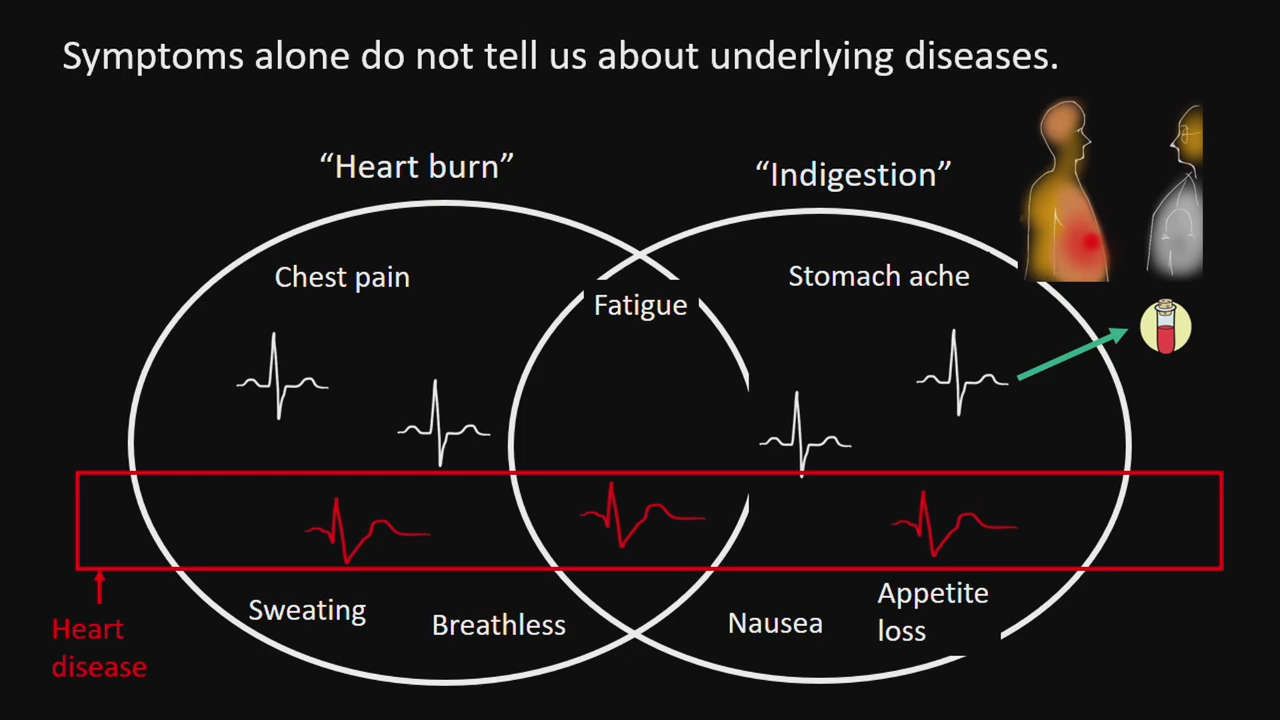 Symptoms alone do not tell us about underlying diseases.
“Heart burn”
“Indigestion”
Chest pain
Fatigue
Stomach ache
Sweating
Breathless
Nausea
Appetite
loss
Heart
disease